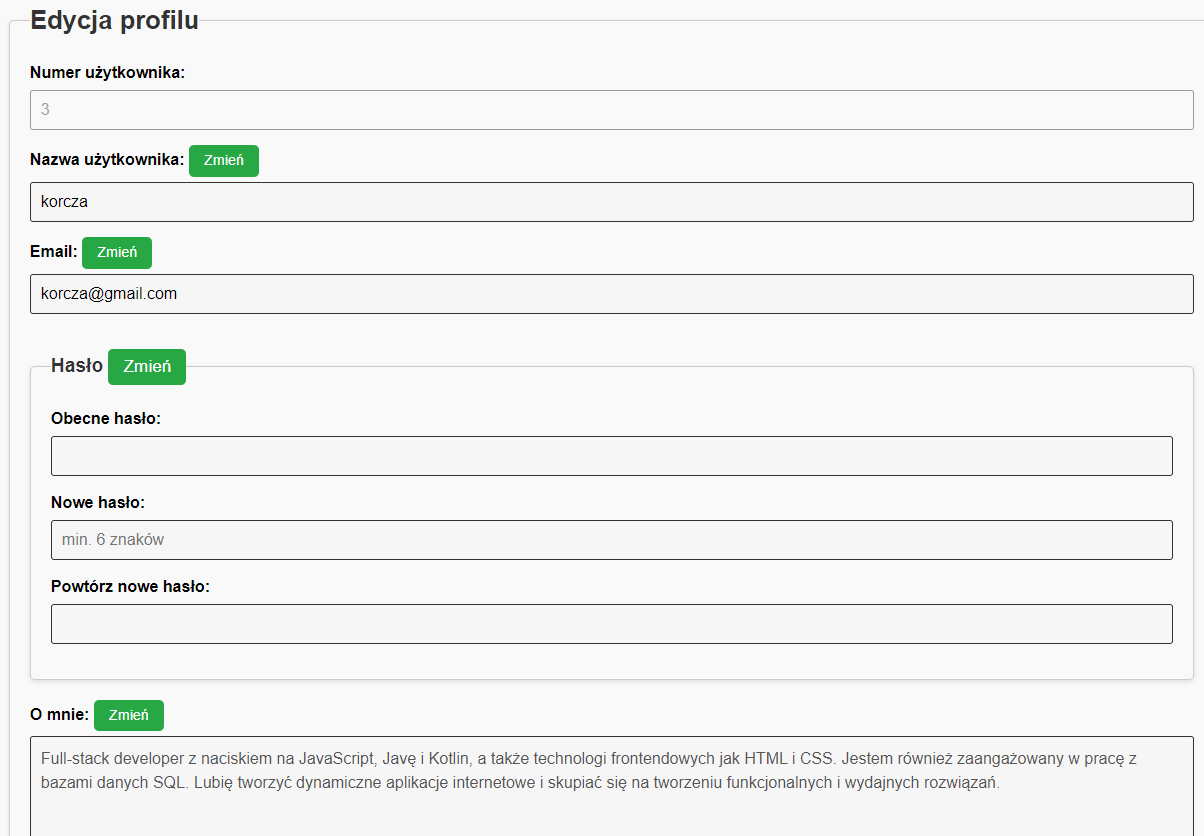 Edycja profilu
Numer użytkownika:
3
Nazwa użytkownika: Zmień
korcza
Email: Zmień
korcza@gmail.com
Hasło Zmień
Obecne hasło:
Nowe hasło:
min. 6 znaków
Powtórz nowe hasło:
O mnie: Zmień
Full-stack developer z naciskiem na JavaScript, Javę i Kotlin, a także technologi frontendowych jak HTML i CSS. Jestem również zaangażowany w pracę z
bazami danych SQL. Lubię tworzyć dynamiczne aplikacje internetowe i skupiać się na tworzeniu funkcjonalnych i wydajnych rozwiązań.